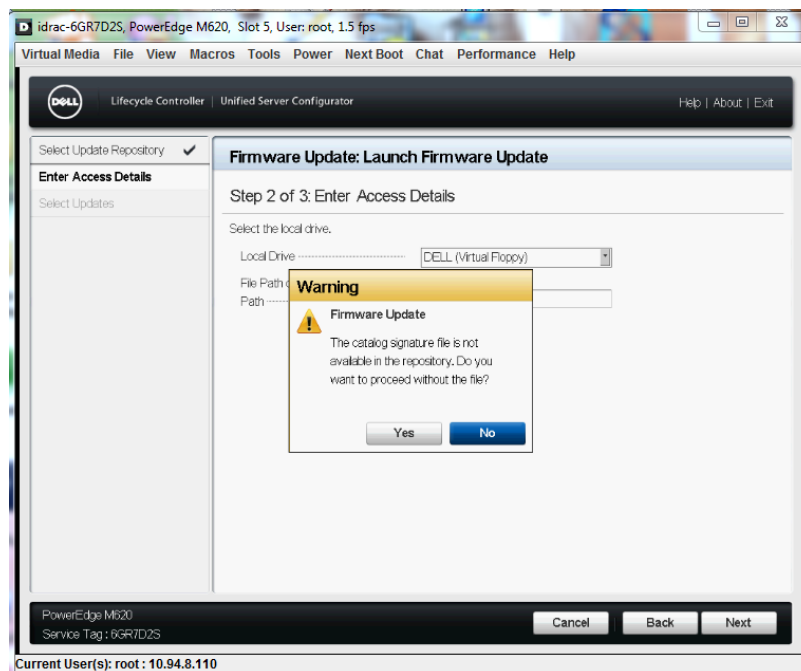 idrac-6GR7D2S, PowerEdge M620, Slot 5, User: root, 1.5 fps
Virtual Media File View Macros Tools Power Next Boot Chat Performance Help
DELL Lifecycle Controller | Unified Server Configurator Help | About | Exit
Select Update Repository
Enter Access Details
Select Updates
Firmware Update: Launch Firmware Update
Step 2 of 3: Enter Access Details
Select the local drive.
Local Drive DELL (Virtual Floppy)
File Path
Path
Warning
Firmware Update
The catalog signature file is not
available in the repository. Do you
want to proceed without the file?
Yes No
PowerEdge M620
Service Tag : 6GR7D2S
Cancel Back Next
Current User(s): root : 10.94.8.110